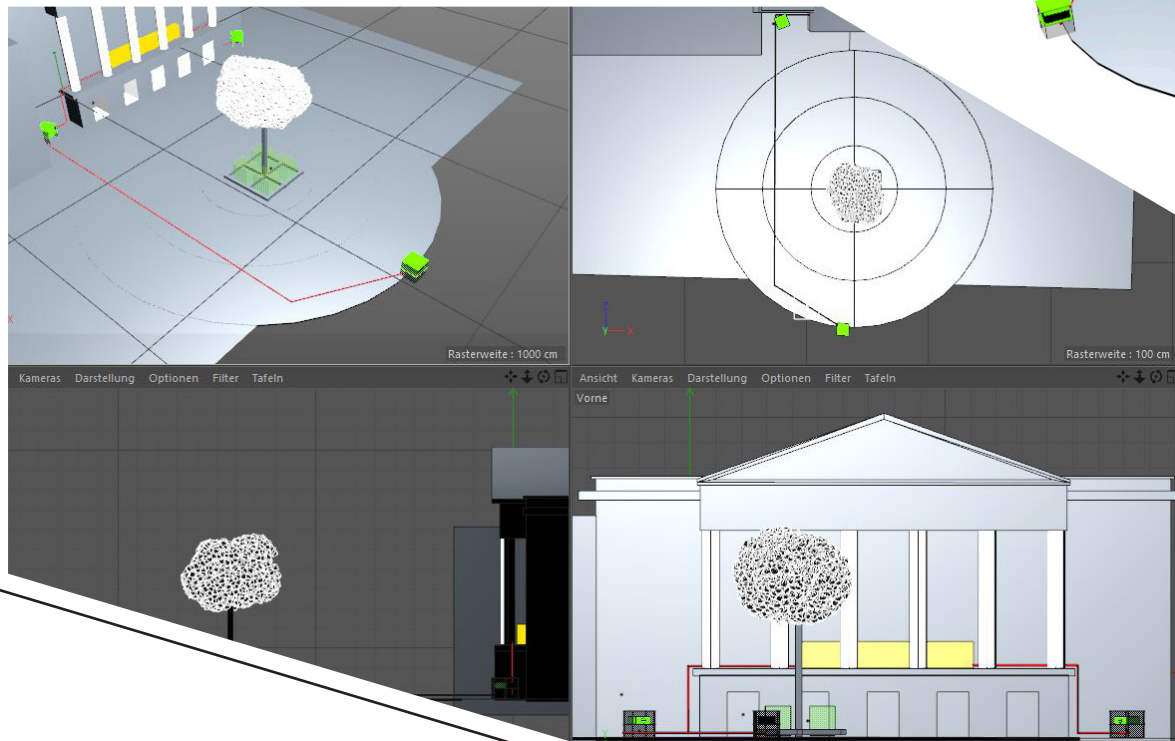 X
Rasterweite : 1000 cm
Z
Y X
Rasterweite : 100 cm
Kameras Darstellung Optionen Filter Tafeln
Ansicht Kameras Darstellung Optionen Filter Tafeln
Vorne
Y